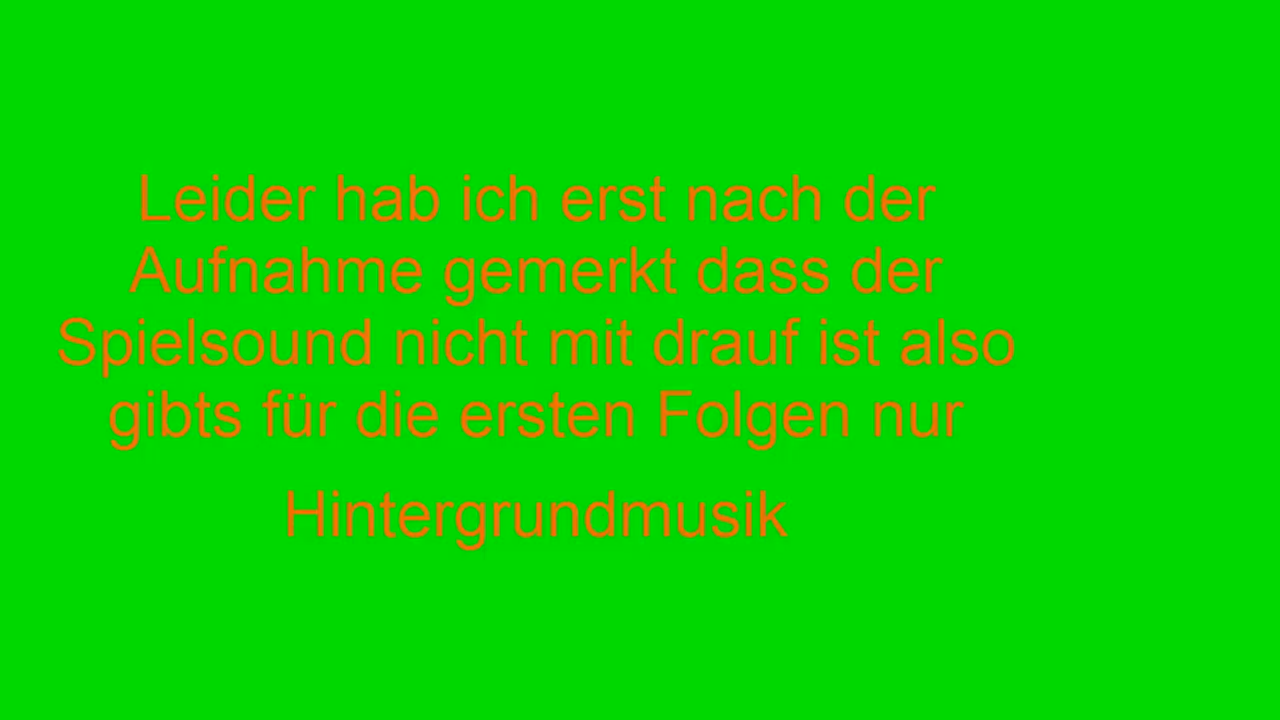 Leider hab ich erst nach der
Aufnahme gemerkt dass der
Spielsound nicht mit drauf ist also
gibts für die ersten Folgen nur
Hintergrundmusik